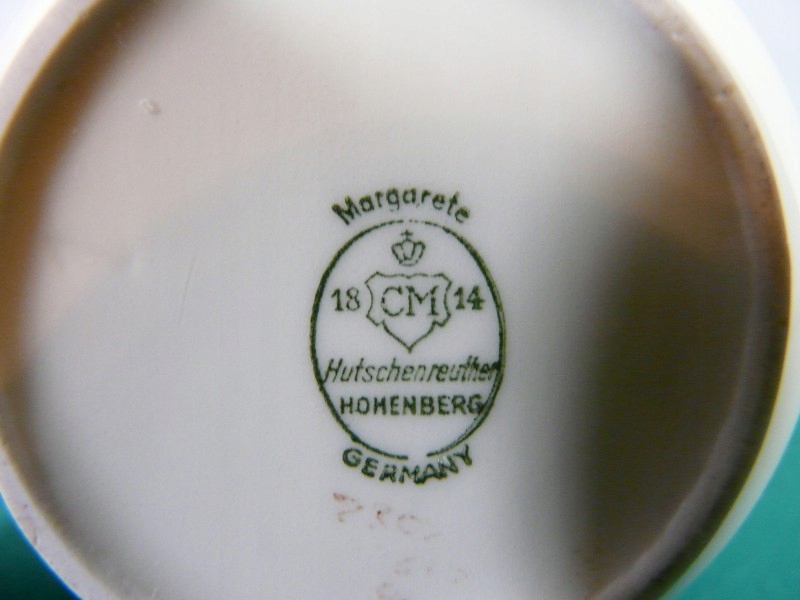 Margarete
18 CM 14
Hutschenreuther
HOHENBERG
GERMANY